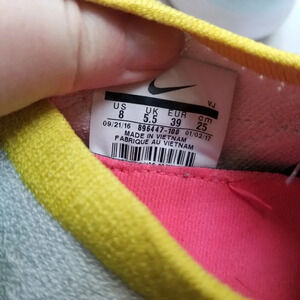 VJ
US UK EUR cm
8 5.5 39 25
09/21/16 896447-100 01/02/17
MADE IN VIETNAM
FABRIQUE AU VIETNAM